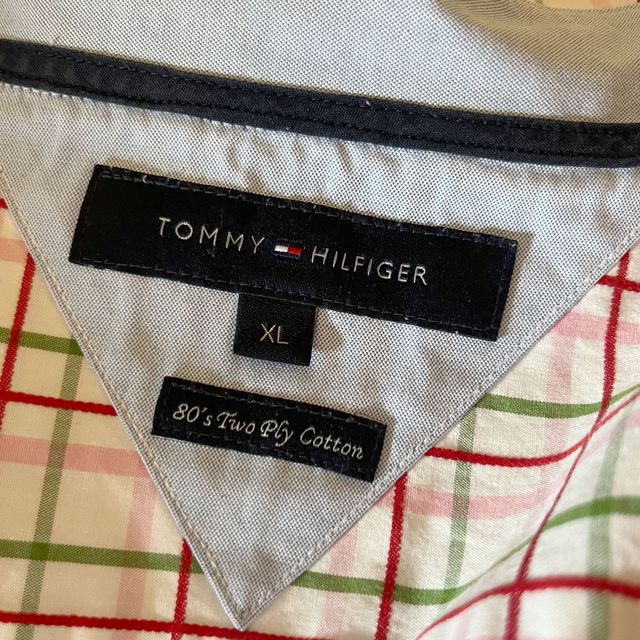 TOMMY HILFIGER
XL
80's Two Ply Cotton